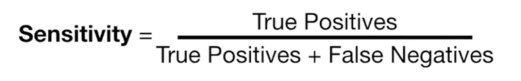 True Positives
Sensitivity =
True Positives + False Negatives